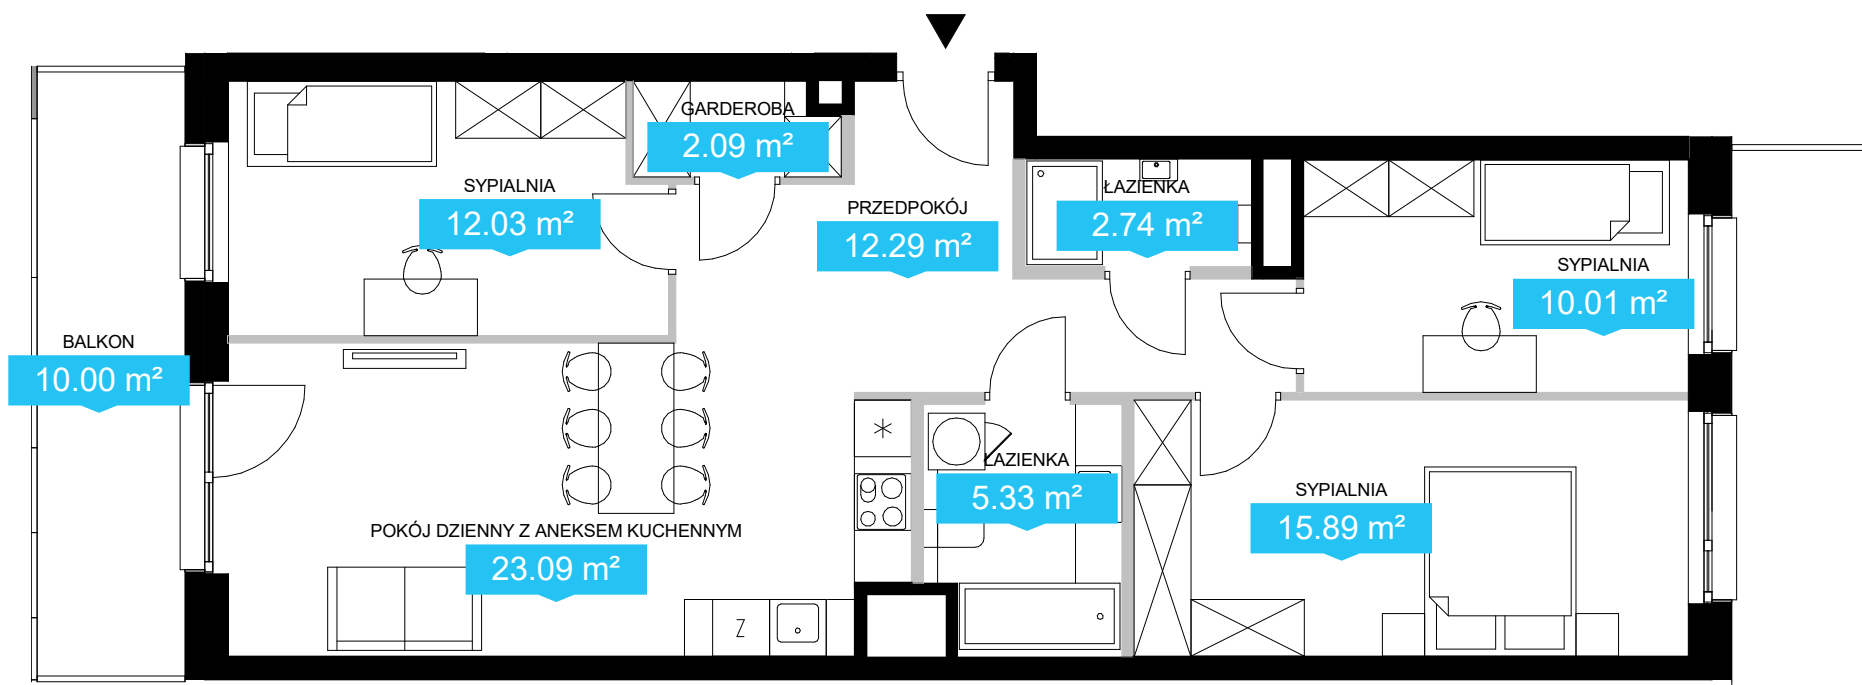 GARDEROBA
2.09 m²
SYPIALNIA
12.03 m²
ŁAZIENKA
2.74 m²
PRZEDPOKÓJ
12.29 m²
SYPIALNIA
10.01 m²
BALKON
10.00 m²
ŁAZIENKA
5.33 m²
SYPIALNIA
15.89 m²
POKÓJ DZIENNY Z ANEKSEM KUCHENNYM
23.09 m²
Z